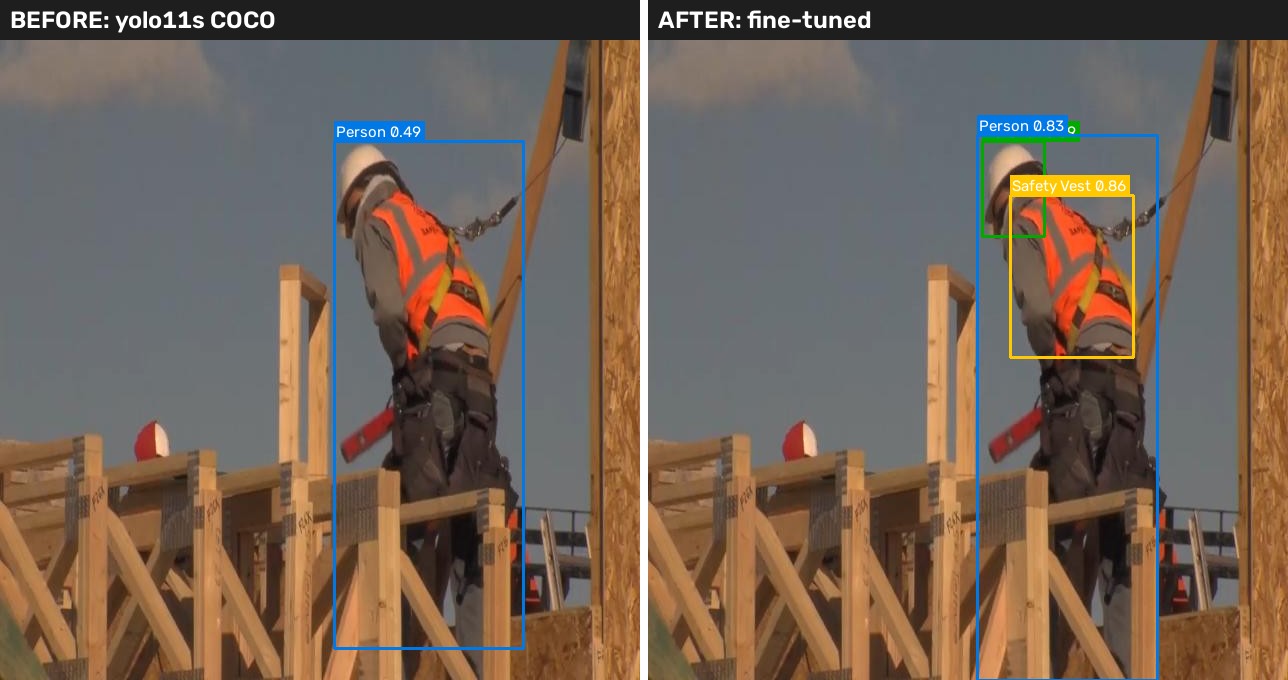 BEFORE: yolo11s COCO
AFTER: fine-tuned
Person 0.49
Person 0.83
Safety Vest 0.86